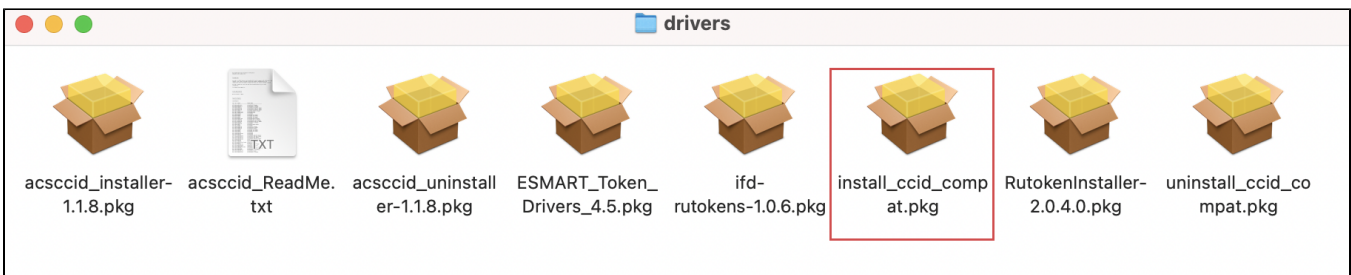 drivers
TXT
acsccid_installer-
1.1.8.pkg
acsccid_ReadMe.
txt
acsccid_uninstall
er-1.1.8.pkg
ESMART_Token_
Drivers_4.5.pkg
ifd-
rutokens-1.0.6.pkg
install_ccid_comp
at.pkg
RutokenInstaller-
2.0.4.0.pkg
uninstall_ccid_co
mpat.pkg